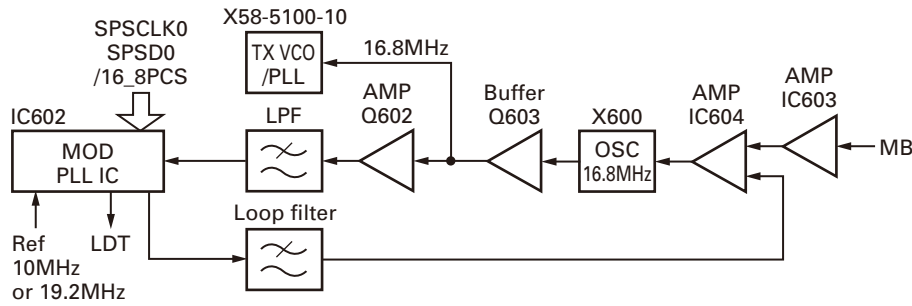 X58-5100-10
SPSCLK0
SPSD0
/16_8PCS
TX VCO
/PLL
16.8MHz
IC602
MOD
PLL IC
LPF
AMP
Q602
Buffer
Q603
X600
OSC
16.8MHz
AMP
IC604
AMP
IC603
MB
Ref
10MHz
or 19.2MHz
LDT
Loop filter